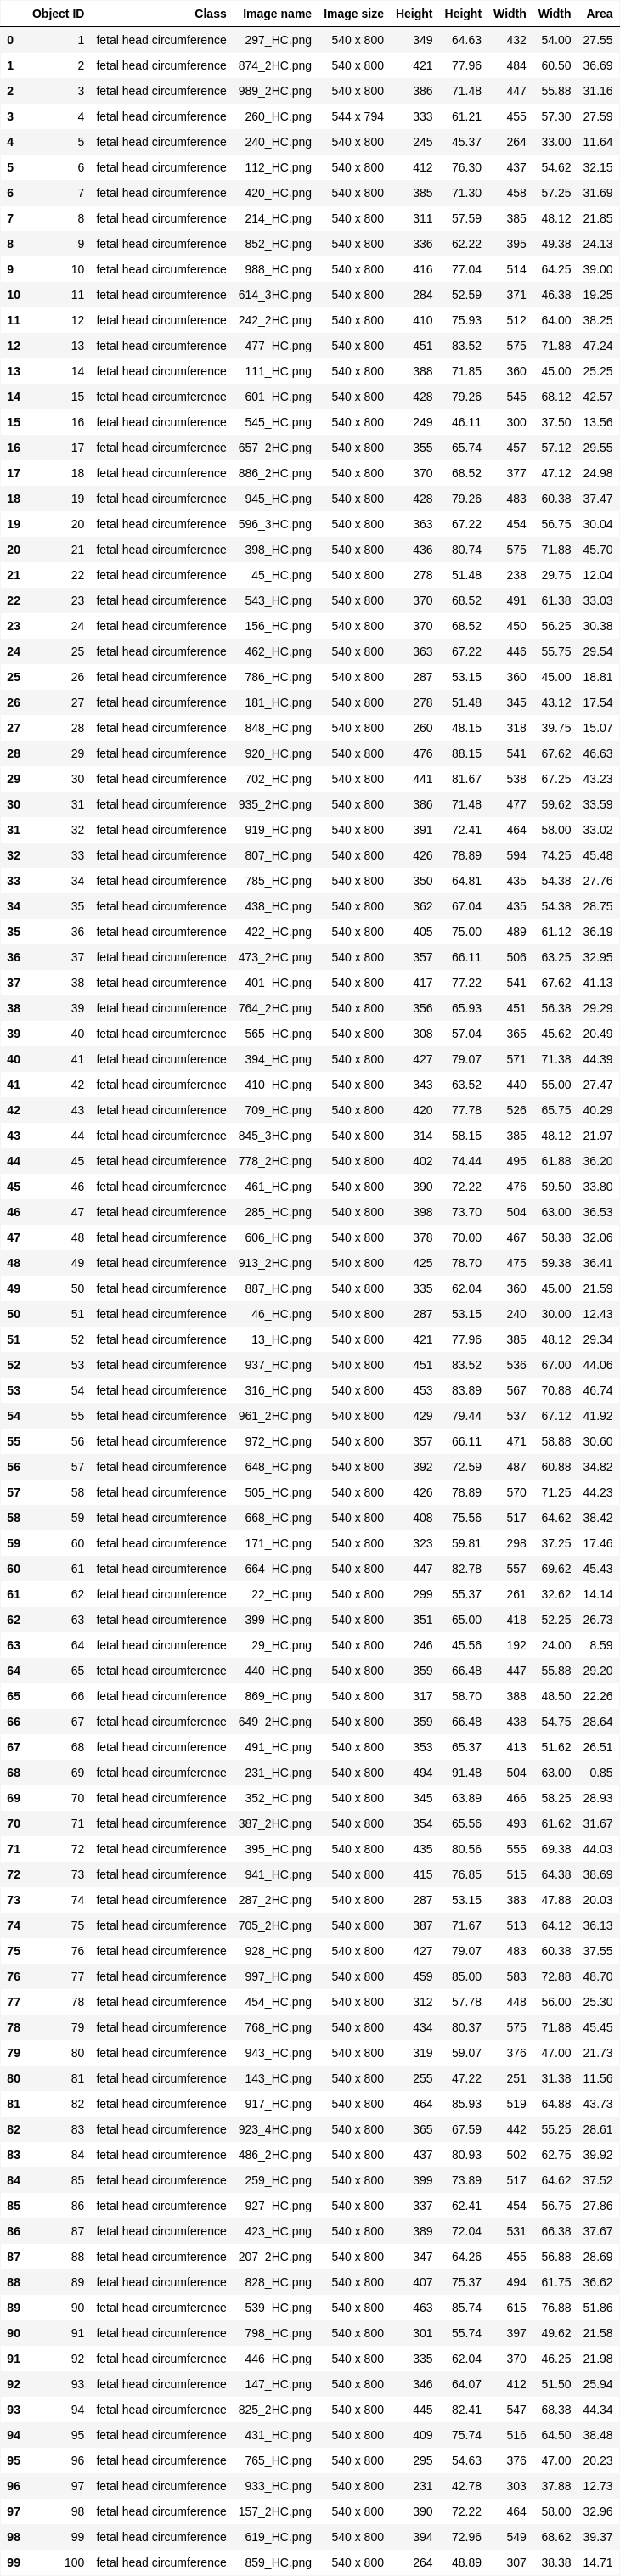 Object ID Class Image name Image size Height Height Width Width Area
0 1 fetal head circumference 297_HC.png 540 x 800 349 64.63 432 54.00 27.55
1 2 fetal head circumference 874_2HC.png 540 x 800 421 77.96 484 60.50 36.69
2 3 fetal head circumference 989_2HC.png 540 x 800 386 71.48 447 55.88 31.16
3 4 fetal head circumference 260_HC.png 544 x 794 333 61.21 455 57.30 27.59
4 5 fetal head circumference 240_HC.png 540 x 800 245 45.37 264 33.00 11.64
5 6 fetal head circumference 112_HC.png 540 x 800 412 76.30 437 54.62 32.15
6 7 fetal head circumference 420_HC.png 540 x 800 385 71.30 458 57.25 31.69
7 8 fetal head circumference 214_HC.png 540 x 800 311 57.59 385 48.12 21.85
8 9 fetal head circumference 852_HC.png 540 x 800 336 62.22 395 49.38 24.13
9 10 fetal head circumference 988_HC.png 540 x 800 416 77.04 514 64.25 39.00
10 11 fetal head circumference 614_3HC.png 540 x 800 284 52.59 371 46.38 19.25
11 12 fetal head circumference 242_2HC.png 540 x 800 410 75.93 512 64.00 38.25
12 13 fetal head circumference 477_HC.png 540 x 800 451 83.52 575 71.88 47.24
13 14 fetal head circumference 111_HC.png 540 x 800 388 71.85 360 45.00 25.25
14 15 fetal head circumference 601_HC.png 540 x 800 428 79.26 545 68.12 42.57
15 16 fetal head circumference 545_HC.png 540 x 800 249 46.11 300 37.50 13.56
16 17 fetal head circumference 657_2HC.png 540 x 800 355 65.74 457 57.12 29.55
17 18 fetal head circumference 886_2HC.png 540 x 800 370 68.52 377 47.12 24.98
18 19 fetal head circumference 945_HC.png 540 x 800 428 79.26 483 60.38 37.47
19 20 fetal head circumference 596_3HC.png 540 x 800 363 67.22 454 56.75 30.04
20 21 fetal head circumference 398_HC.png 540 x 800 436 80.74 575 71.88 45.70
21 22 fetal head circumference 45_HC.png 540 x 800 278 51.48 238 29.75 12.04
22 23 fetal head circumference 543_HC.png 540 x 800 370 68.52 491 61.38 33.03
23 24 fetal head circumference 156_HC.png 540 x 800 370 68.52 450 56.25 30.38
24 25 fetal head circumference 462_HC.png 540 x 800 363 67.22 446 55.75 29.54
25 26 fetal head circumference 786_HC.png 540 x 800 287 53.15 360 45.00 18.81
26 27 fetal head circumference 181_HC.png 540 x 800 278 51.48 345 43.12 17.54
27 28 fetal head circumference 848_HC.png 540 x 800 260 48.15 318 39.75 15.07
28 29 fetal head circumference 920_HC.png 540 x 800 476 88.15 541 67.62 46.63
29 30 fetal head circumference 702_HC.png 540 x 800 441 81.67 538 67.25 43.23
30 31 fetal head circumference 935_2HC.png 540 x 800 386 71.48 477 59.62 33.59
31 32 fetal head circumference 919_HC.png 540 x 800 391 72.41 464 58.00 33.02
32 33 fetal head circumference 807_HC.png 540 x 800 426 78.89 594 74.25 45.48
33 34 fetal head circumference 785_HC.png 540 x 800 350 64.81 435 54.38 27.76
34 35 fetal head circumference 438_HC.png 540 x 800 362 67.04 435 54.38 28.75
35 36 fetal head circumference 422_HC.png 540 x 800 405 75.00 489 61.12 36.19
36 37 fetal head circumference 473_2HC.png 540 x 800 357 66.11 506 63.25 32.95
37 38 fetal head circumference 401_HC.png 540 x 800 417 77.22 541 67.62 41.13
38 39 fetal head circumference 764_2HC.png 540 x 800 356 65.93 451 56.38 29.29
39 40 fetal head circumference 565_HC.png 540 x 800 308 57.04 365 45.62 20.49
40 41 fetal head circumference 394_HC.png 540 x 800 427 79.07 571 71.38 44.39
41 42 fetal head circumference 410_HC.png 540 x 800 343 63.52 440 55.00 27.47
42 43 fetal head circumference 709_HC.png 540 x 800 420 77.78 526 65.75 40.29
43 44 fetal head circumference 845_3HC.png 540 x 800 314 58.15 385 48.12 21.97
44 45 fetal head circumference 778_2HC.png 540 x 800 402 74.44 495 61.88 36.20
45 46 fetal head circumference 461_HC.png 540 x 800 390 72.22 476 59.50 33.80
46 47 fetal head circumference 285_HC.png 540 x 800 398 73.70 504 63.00 36.53
47 48 fetal head circumference 606_HC.png 540 x 800 378 70.00 467 58.38 32.06
48 49 fetal head circumference 913_2HC.png 540 x 800 425 78.70 475 59.38 36.41
49 50 fetal head circumference 887_HC.png 540 x 800 335 62.04 360 45.00 21.59
50 51 fetal head circumference 46_HC.png 540 x 800 287 53.15 240 30.00 12.43
51 52 fetal head circumference 13_HC.png 540 x 800 421 77.96 385 48.12 29.34
52 53 fetal head circumference 937_HC.png 540 x 800 451 83.52 536 67.00 44.06
53 54 fetal head circumference 316_HC.png 540 x 800 453 83.89 567 70.88 46.74
54 55 fetal head circumference 961_2HC.png 540 x 800 429 79.44 537 67.12 41.92
55 56 fetal head circumference 972_HC.png 540 x 800 357 66.11 471 58.88 30.60
56 57 fetal head circumference 648_HC.png 540 x 800 392 72.59 487 60.88 34.82
57 58 fetal head circumference 505_HC.png 540 x 800 426 78.89 570 71.25 44.23
58 59 fetal head circumference 668_HC.png 540 x 800 408 75.56 517 64.62 38.42
59 60 fetal head circumference 171_HC.png 540 x 800 323 59.81 298 37.25 17.46
60 61 fetal head circumference 664_HC.png 540 x 800 447 82.78 557 69.62 45.43
61 62 fetal head circumference 22_HC.png 540 x 800 299 55.37 261 32.62 14.14
62 63 fetal head circumference 399_HC.png 540 x 800 351 65.00 418 52.25 26.73
63 64 fetal head circumference 29_HC.png 540 x 800 246 45.56 192 24.00 8.59
64 65 fetal head circumference 440_HC.png 540 x 800 359 66.48 447 55.88 29.20
65 66 fetal head circumference 869_HC.png 540 x 800 317 58.70 388 48.50 22.26
66 67 fetal head circumference 649_2HC.png 540 x 800 359 66.48 438 54.75 28.64
67 68 fetal head circumference 491_HC.png 540 x 800 353 65.37 413 51.62 26.51
68 69 fetal head circumference 231_HC.png 540 x 800 494 91.48 504 63.00 0.85
69 70 fetal head circumference 352_HC.png 540 x 800 345 63.89 466 58.25 28.93
70 71 fetal head circumference 387_2HC.png 540 x 800 354 65.56 493 61.62 31.67
71 72 fetal head circumference 395_HC.png 540 x 800 435 80.56 555 69.38 44.03
72 73 fetal head circumference 941_HC.png 540 x 800 415 76.85 515 64.38 38.69
73 74 fetal head circumference 287_2HC.png 540 x 800 287 53.15 383 47.88 20.03
74 75 fetal head circumference 705_2HC.png 540 x 800 387 71.67 513 64.12 36.13
75 76 fetal head circumference 928_HC.png 540 x 800 427 79.07 483 60.38 37.55
76 77 fetal head circumference 997_HC.png 540 x 800 459 85.00 583 72.88 48.70
77 78 fetal head circumference 454_HC.png 540 x 800 312 57.78 448 56.00 25.30
78 79 fetal head circumference 768_HC.png 540 x 800 434 80.37 575 71.88 45.45
79 80 fetal head circumference 943_HC.png 540 x 800 319 59.07 376 47.00 21.73
80 81 fetal head circumference 143_HC.png 540 x 800 255 47.22 251 31.38 11.56
81 82 fetal head circumference 917_HC.png 540 x 800 464 85.93 519 64.88 43.73
82 83 fetal head circumference 923_4HC.png 540 x 800 365 67.59 442 55.25 28.61
83 84 fetal head circumference 486_2HC.png 540 x 800 437 80.93 502 62.75 39.92
84 85 fetal head circumference 259_HC.png 540 x 800 399 73.89 517 64.62 37.52
85 86 fetal head circumference 927_HC.png 540 x 800 337 62.41 454 56.75 27.86
86 87 fetal head circumference 423_HC.png 540 x 800 389 72.04 531 66.38 37.67
87 88 fetal head circumference 207_2HC.png 540 x 800 347 64.26 455 56.88 28.69
88 89 fetal head circumference 828_HC.png 540 x 800 407 75.37 494 61.75 36.62
89 90 fetal head circumference 539_HC.png 540 x 800 463 85.74 615 76.88 51.86
90 91 fetal head circumference 798_HC.png 540 x 800 301 55.74 397 49.62 21.58
91 92 fetal head circumference 446_HC.png 540 x 800 335 62.04 370 46.25 21.98
92 93 fetal head circumference 147_HC.png 540 x 800 346 64.07 412 51.50 25.94
93 94 fetal head circumference 825_2HC.png 540 x 800 445 82.41 547 68.38 44.34
94 95 fetal head circumference 431_HC.png 540 x 800 409 75.74 516 64.50 38.48
95 96 fetal head circumference 765_HC.png 540 x 800 295 54.63 376 47.00 20.23
96 97 fetal head circumference 933_HC.png 540 x 800 231 42.78 303 37.88 12.73
97 98 fetal head circumference 157_2HC.png 540 x 800 390 72.22 464 58.00 32.96
98 99 fetal head circumference 619_HC.png 540 x 800 394 72.96 549 68.62 39.37
99 100 fetal head circumference 859_HC.png 540 x 800 264 48.89 307 38.38 14.71